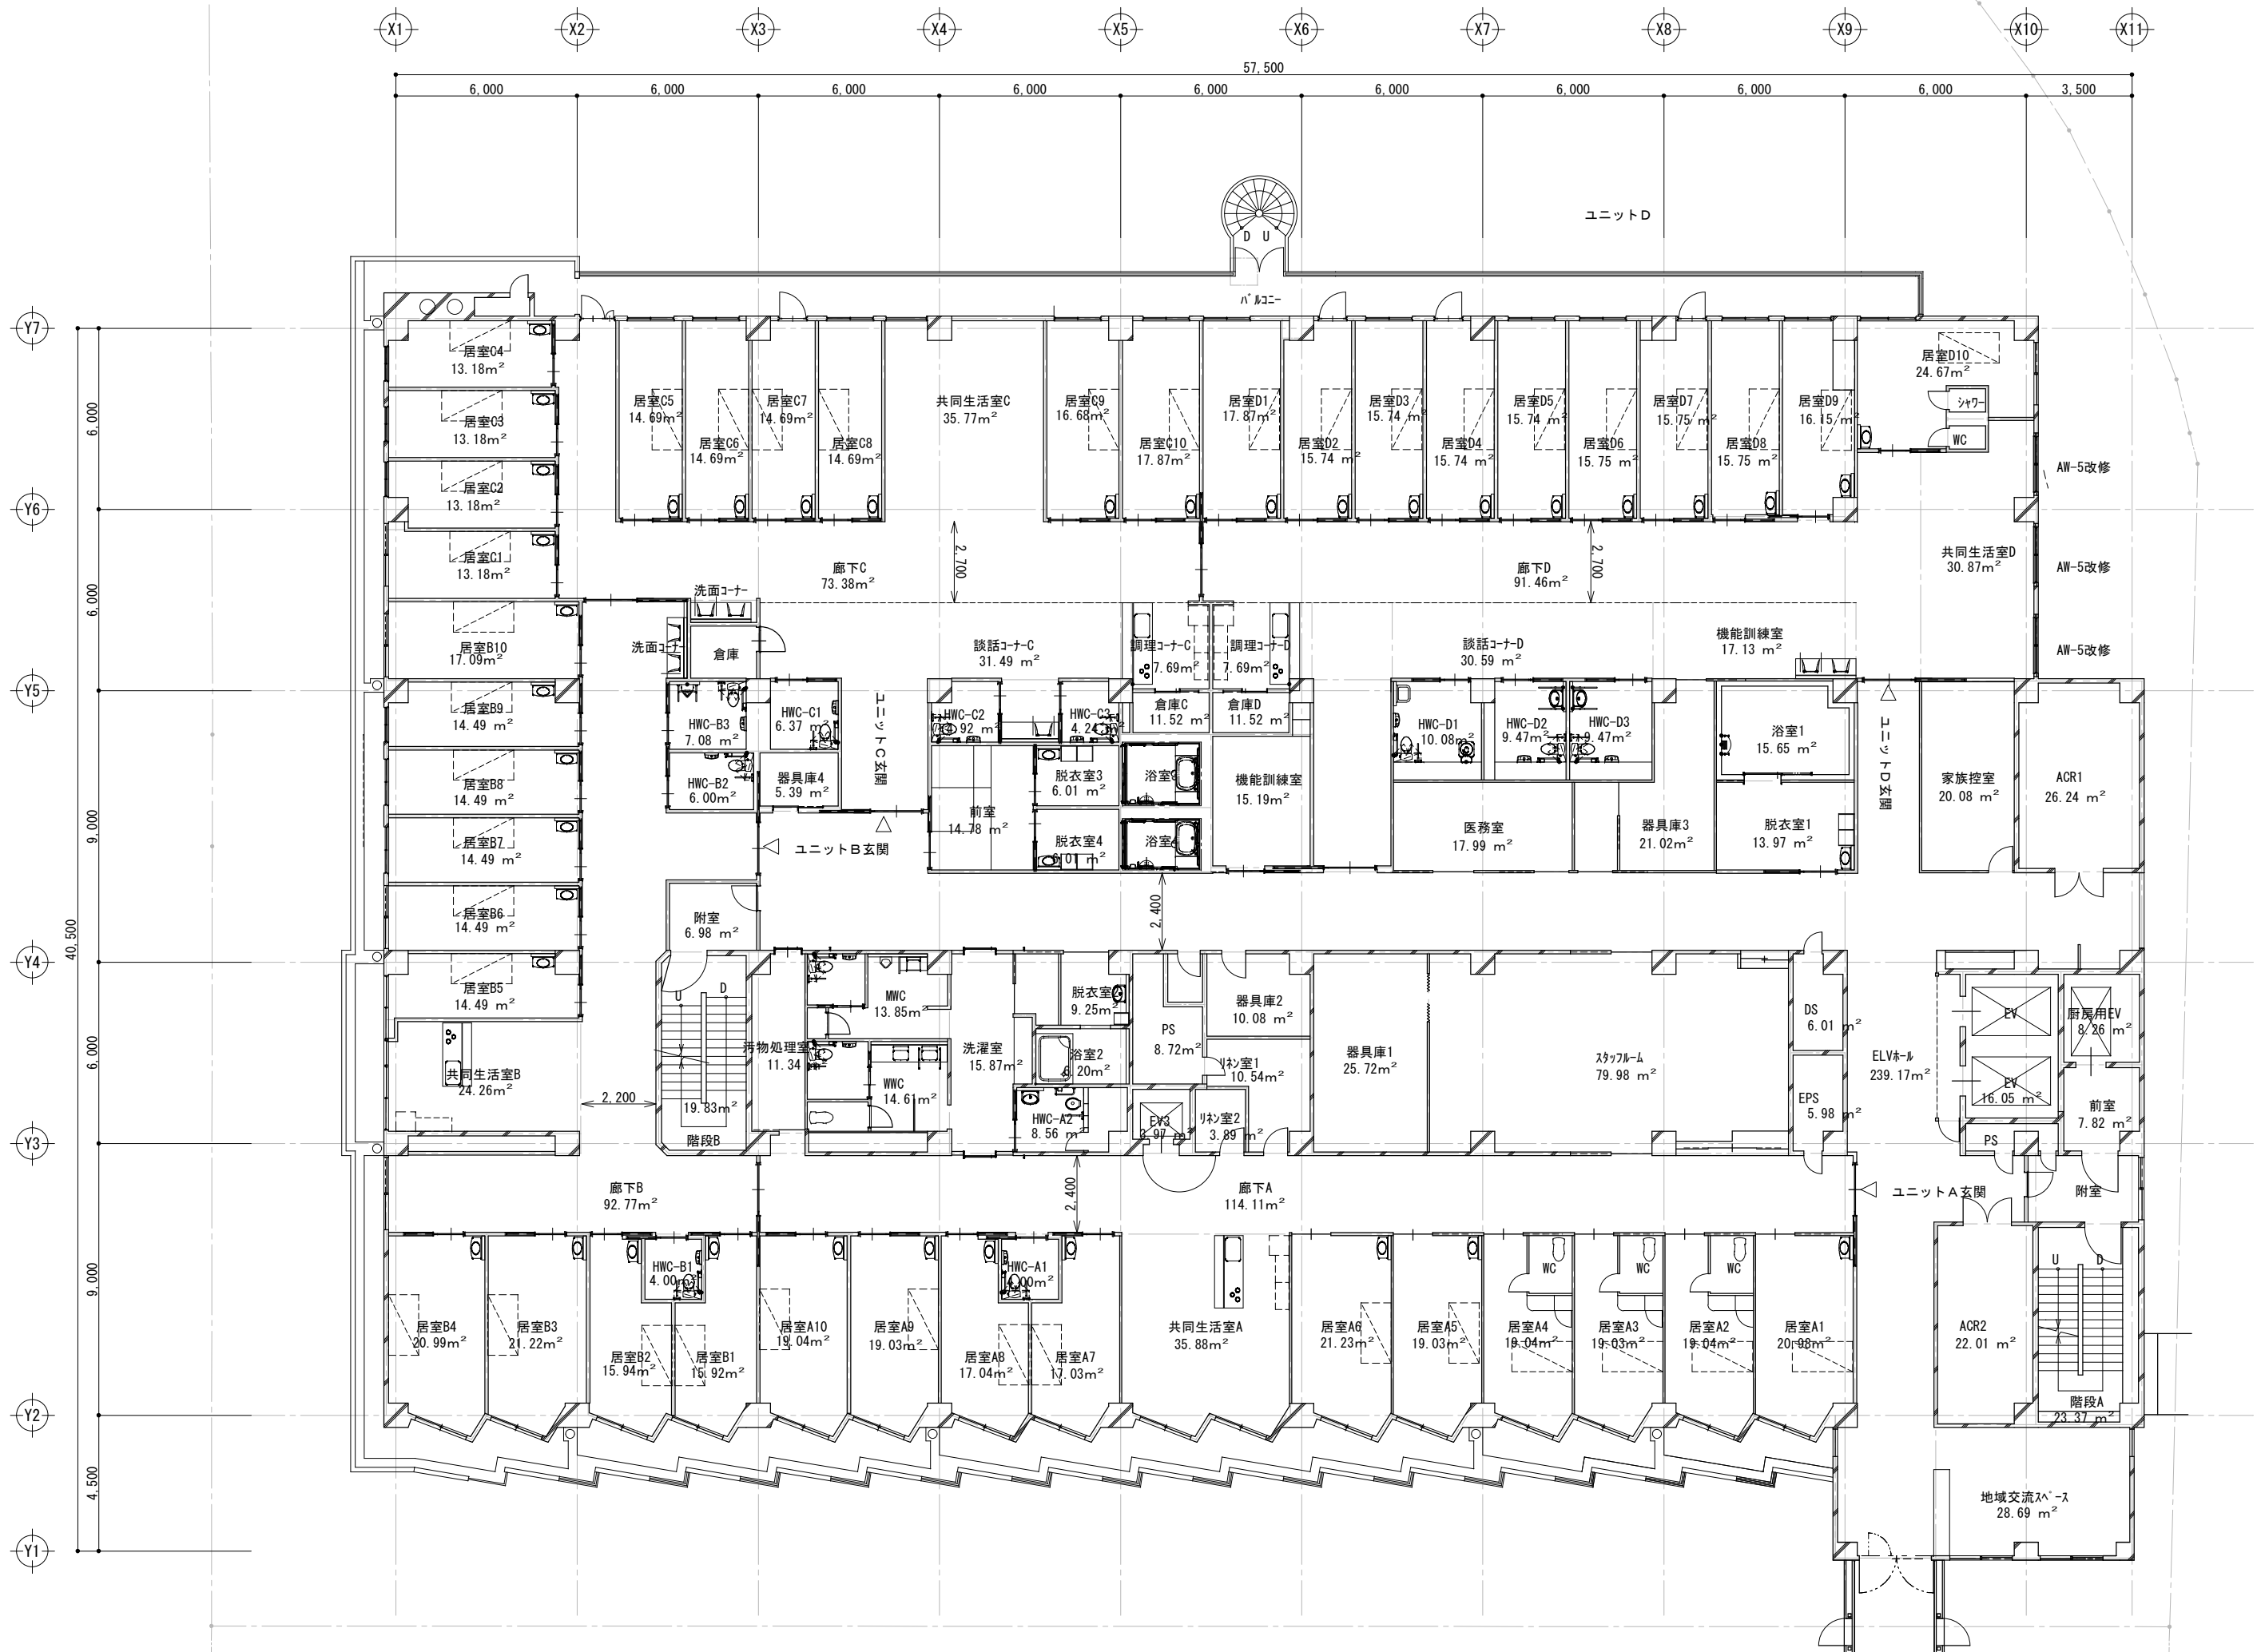 X1
X2
X3
X4
X5
X6
X7
X8
X9
X10
X11
57,500
6,000
6,000
6,000
6,000
6,000
6,000
6,000
6,000
6,000
3,500
ユニットD
D U
バルコニー
Y7
Y6
Y5
Y4
Y3
Y2
Y1
40,500
6,000
6,000
9,000
6,000
9,000
4,500
居室C4
13.18m²
居室C3
13.18m²
居室C2
13.18m²
居室C1
13.18m²
居室C5
14.69m²
居室C6
14.69m²
居室C7
14.69m²
居室C8
14.69m²
共同生活室C
35.77m²
居室C9
16.68m²
居室C10
17.87m²
居室D1
17.87m²
居室D2
15.74 m²
居室D3
15.74 m²
居室D4
15.74 m²
居室D5
15.74 m²
居室D6
15.75 m²
居室D7
15.75 m²
居室D8
15.75 m²
居室D9
16.15m²
居室D10
24.67m²
シャワー
WC
AW-5改修
AW-5改修
AW-5改修
廊下C
73.38m²
2,700
廊下D
91.46m²
2,700
共同生活室D
30.87m²
洗面コーナー
洗面コーナー
倉庫
談話コーナーC
31.49 m²
調理コーナーC
7.69m²
調理コーナーD
7.69m²
談話コーナーD
30.59 m²
機能訓練室
17.13 m²
居室B10
17.09m²
居室B9
14.49 m²
居室B8
14.49 m²
居室B7
14.49 m²
居室B6
14.49 m²
居室B5
14.49 m²
HWC-B3
7.08 m²
HWC-C1
6.37 m²
HWC-B2
6.00m²
器具庫4
5.39 m²
ユニットC玄関
ユニットB玄関
HWC-C2
HWC-C3
倉庫C
11.52 m²
倉庫D
11.52 m²
前室
14.78 m²
脱衣室3
6.01 m²
脱衣室4
浴室
浴室
機能訓練室
15.19m²
HWC-D1
10.08m²
HWC-D2
9.47m²
HWC-D3
9.47m²
医務室
17.99 m²
器具庫3
21.02m²
浴室1
15.65 m²
脱衣室1
13.97 m²
ユニットD玄関
家族控室
20.08 m²
ACR1
26.24 m²
附室
6.98 m²
2,400
共同生活室B
24.26m²
2,200
U D
19.83m²
階段B
汚物処理室
11.34
MWC
13.85m²
WWC
14.61m²
洗濯室
15.87m²
脱衣室2
9.25m²
浴室2
HWC-A2
8.56 m²
PS
8.72m²
EV3
3.97 m²
器具庫2
10.08 m²
リネン室1
10.54m²
リネン室2
3.89 m²
器具庫1
25.72m²
スタッフルーム
79.98 m²
DS
6.01 m²
EPS
5.98 m²
ELVホール
239.17m²
EV
EV
16.05 m²
厨房用EV
8.26 m²
前室
7.82 m²
PS
附室
廊下B
92.77m²
2,400
廊下A
114.11m²
ユニットA玄関
居室B4
20.99m²
居室B3
21.22m²
居室B2
15.94m²
HWC-B1
4.00m²
居室B1
15.92m²
居室A10
19.04m²
居室A9
19.03m²
居室A8
17.04m²
HWC-A1
4.00m²
居室A7
17.03m²
共同生活室A
35.88m²
居室A6
21.23m²
居室A5
19.03m²
WC
居室A4
19.04m²
WC
居室A3
19.03m²
WC
居室A2
19.04m²
居室A1
20.98m²
ACR2
22.01 m²
U D
階段A
23.37 m²
地域交流スペース
28.69 m²